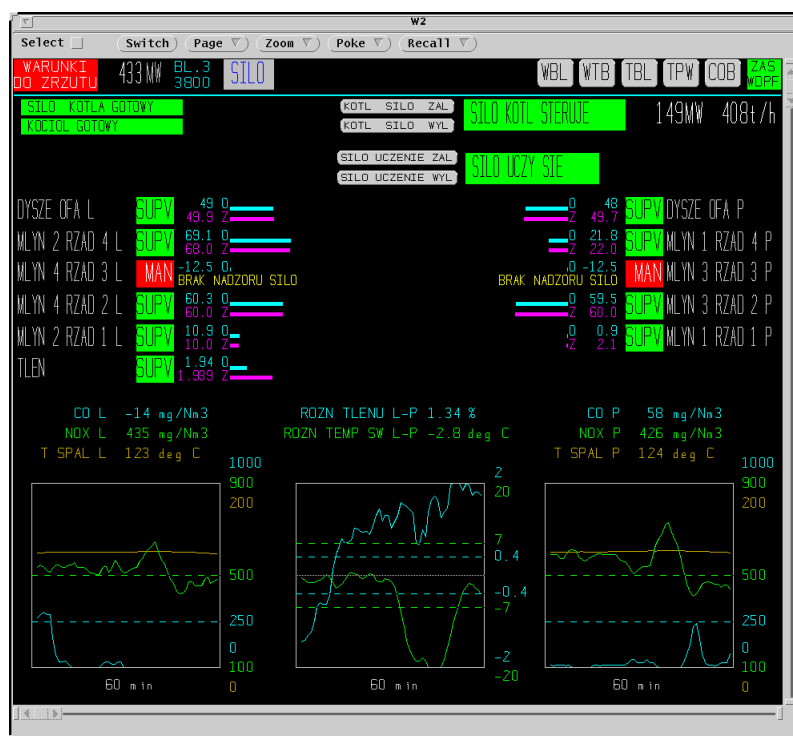 W2
Select Switch Page Zoom Poke Recall
WARUNKI DO ZRZUTU 433 MW BL.3 3800 SILO WBL WTB TBL TPW COB ZAS WDPF
SILO KOTLA GOTOWY KOTL SILO ZAL SILO KOTL STERUJE 149MW 408t/h
KOCIOL GOTOWY KOTL SILO WYL
SILO UCZENIE ZAL SILO UCZY SIE
SILO UCZENIE WYL
DYSZE OFA L SUPV 49 O 49.9 Z O 48 Z 49.7 SUPV DYSZE OFA P
MLYN 2 RZAD 4 L SUPV 69.1 O 68.0 Z O 21.8 Z 22.0 SUPV MLYN 1 RZAD 4 P
MLYN 4 RZAD 3 L MAN -12.5 O BRAK NADZORU SILO O -12.5 BRAK NADZORU SILO MAN MLYN 3 RZAD 3 P
MLYN 4 RZAD 2 L SUPV 60.3 O 60.0 Z O 59.5 Z 60.0 SUPV MLYN 3 RZAD 2 P
MLYN 2 RZAD 1 L SUPV 10.9 O 10.0 Z O 0.9 Z 2.1 SUPV MLYN 1 RZAD 1 P
TLEN SUPV 1.94 O 1.939 Z
CO L -14 mg/Nm3 ROZN TLENU L-P 1.34 % CO P 58 mg/Nm3
NOX L 435 mg/Nm3 ROZN TEMP SW L-P -2.8 deg C NOX P 426 mg/Nm3
T SPAL L 123 deg C T SPAL P 124 deg C
1000 2 1000
900 20 900
200 200
7
0.4
500 500
-0.4
-7
250 250
0 -2 0
100 -20 100
60 min 0 60 min 60 min 0